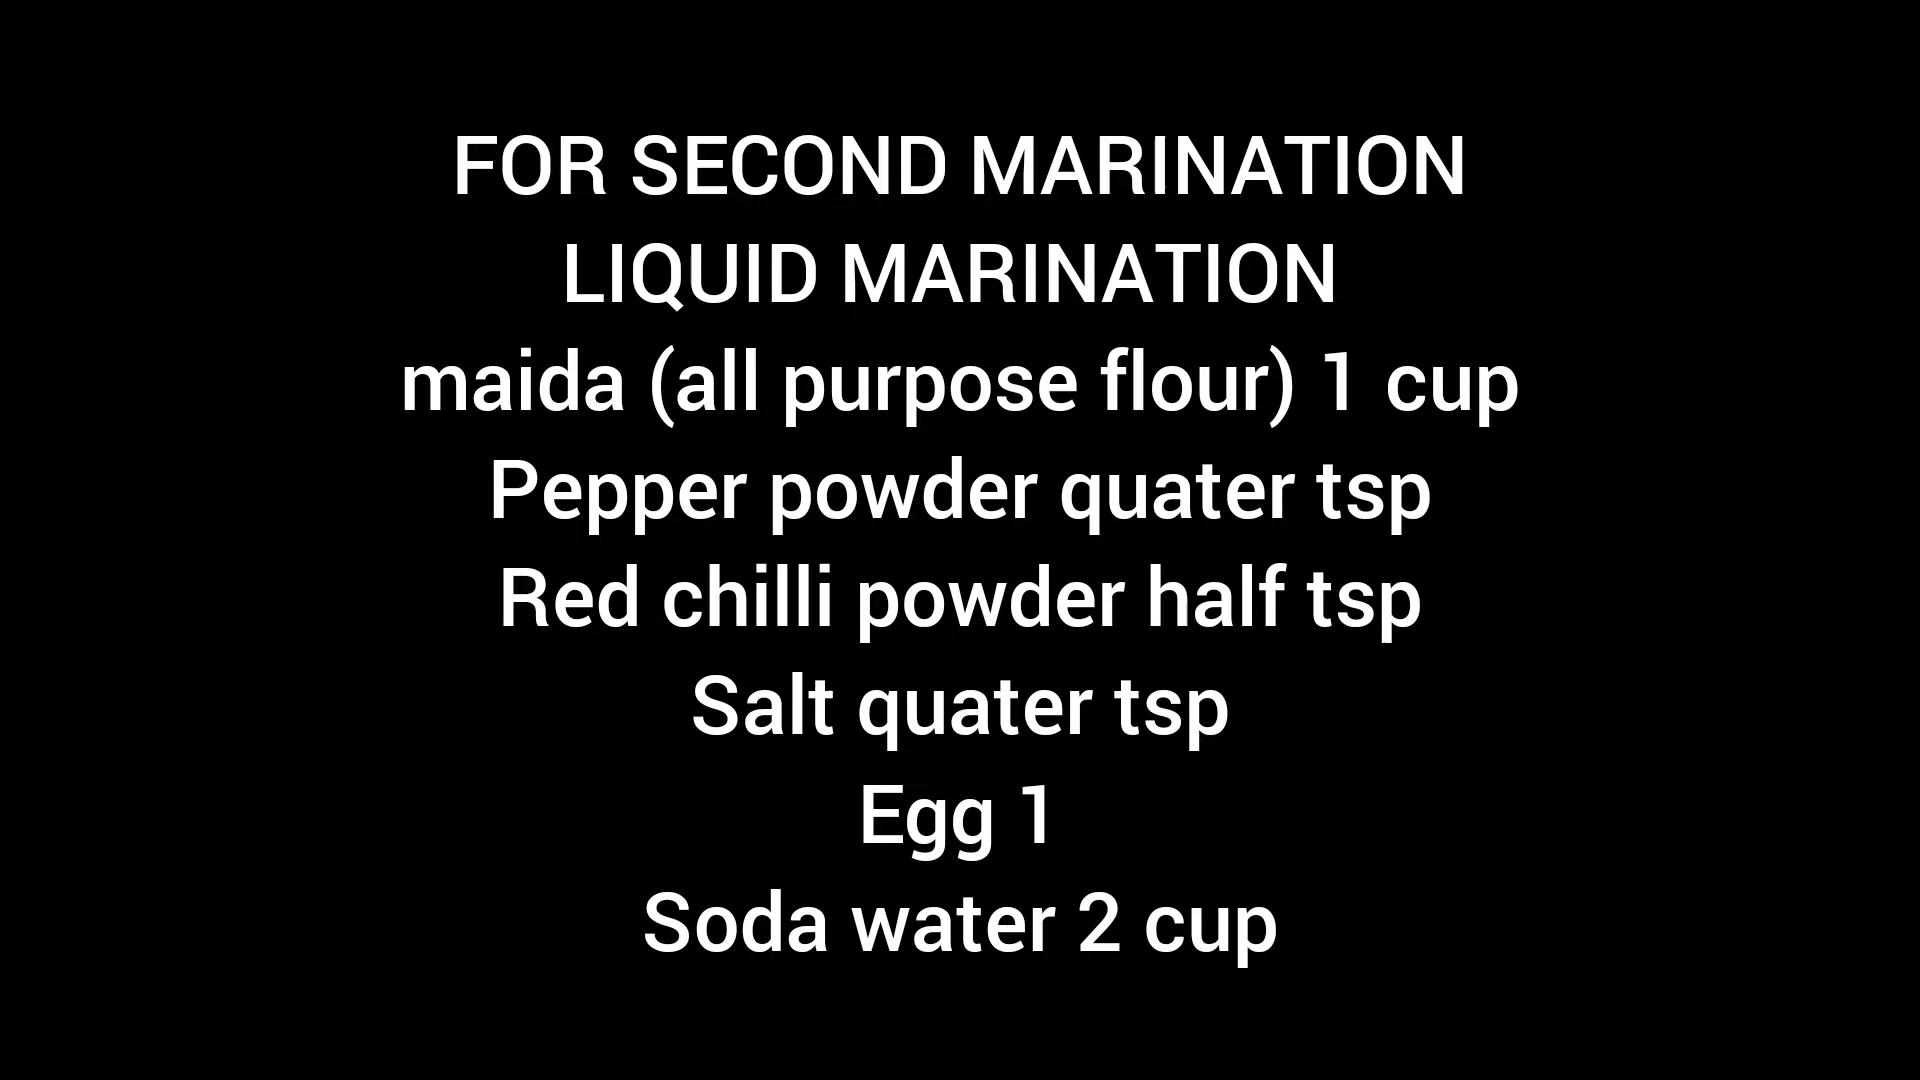 FOR SECOND MARINATION
LIQUID MARINATION
maida (all purpose flour) 1 cup
Pepper powder quater tsp
Red chilli powder half tsp
Salt quater tsp
Egg 1
Soda water 2 cup